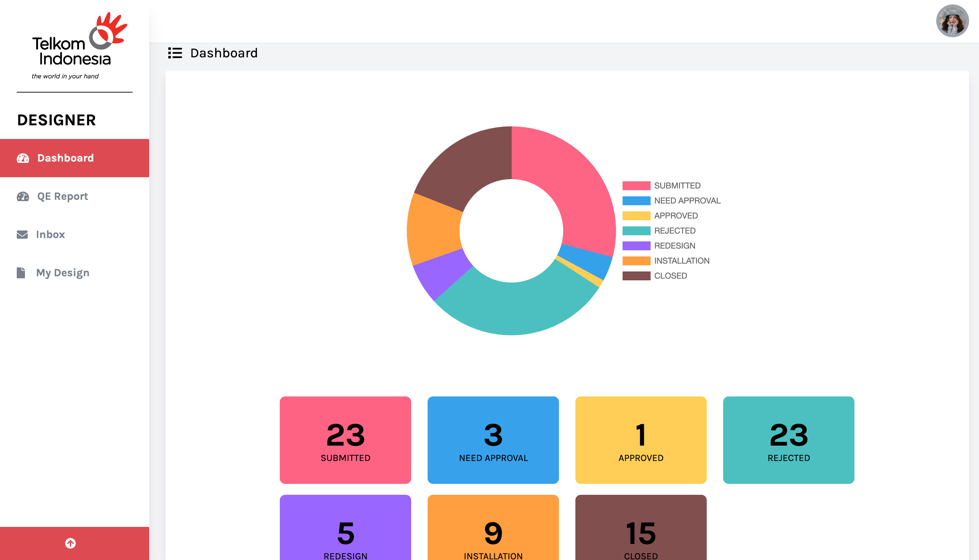 Telkom
Indonesia
the world in your hand
DESIGNER
Dashboard
QE Report
Inbox
My Design
Dashboard
SUBMITTED
NEED APPROVAL
APPROVED
REJECTED
REDESIGN
INSTALLATION
CLOSED
23
SUBMITTED
3
NEED APPROVAL
1
APPROVED
23
REJECTED
5
REDESIGN
9
INSTALLATION
15
CLOSED